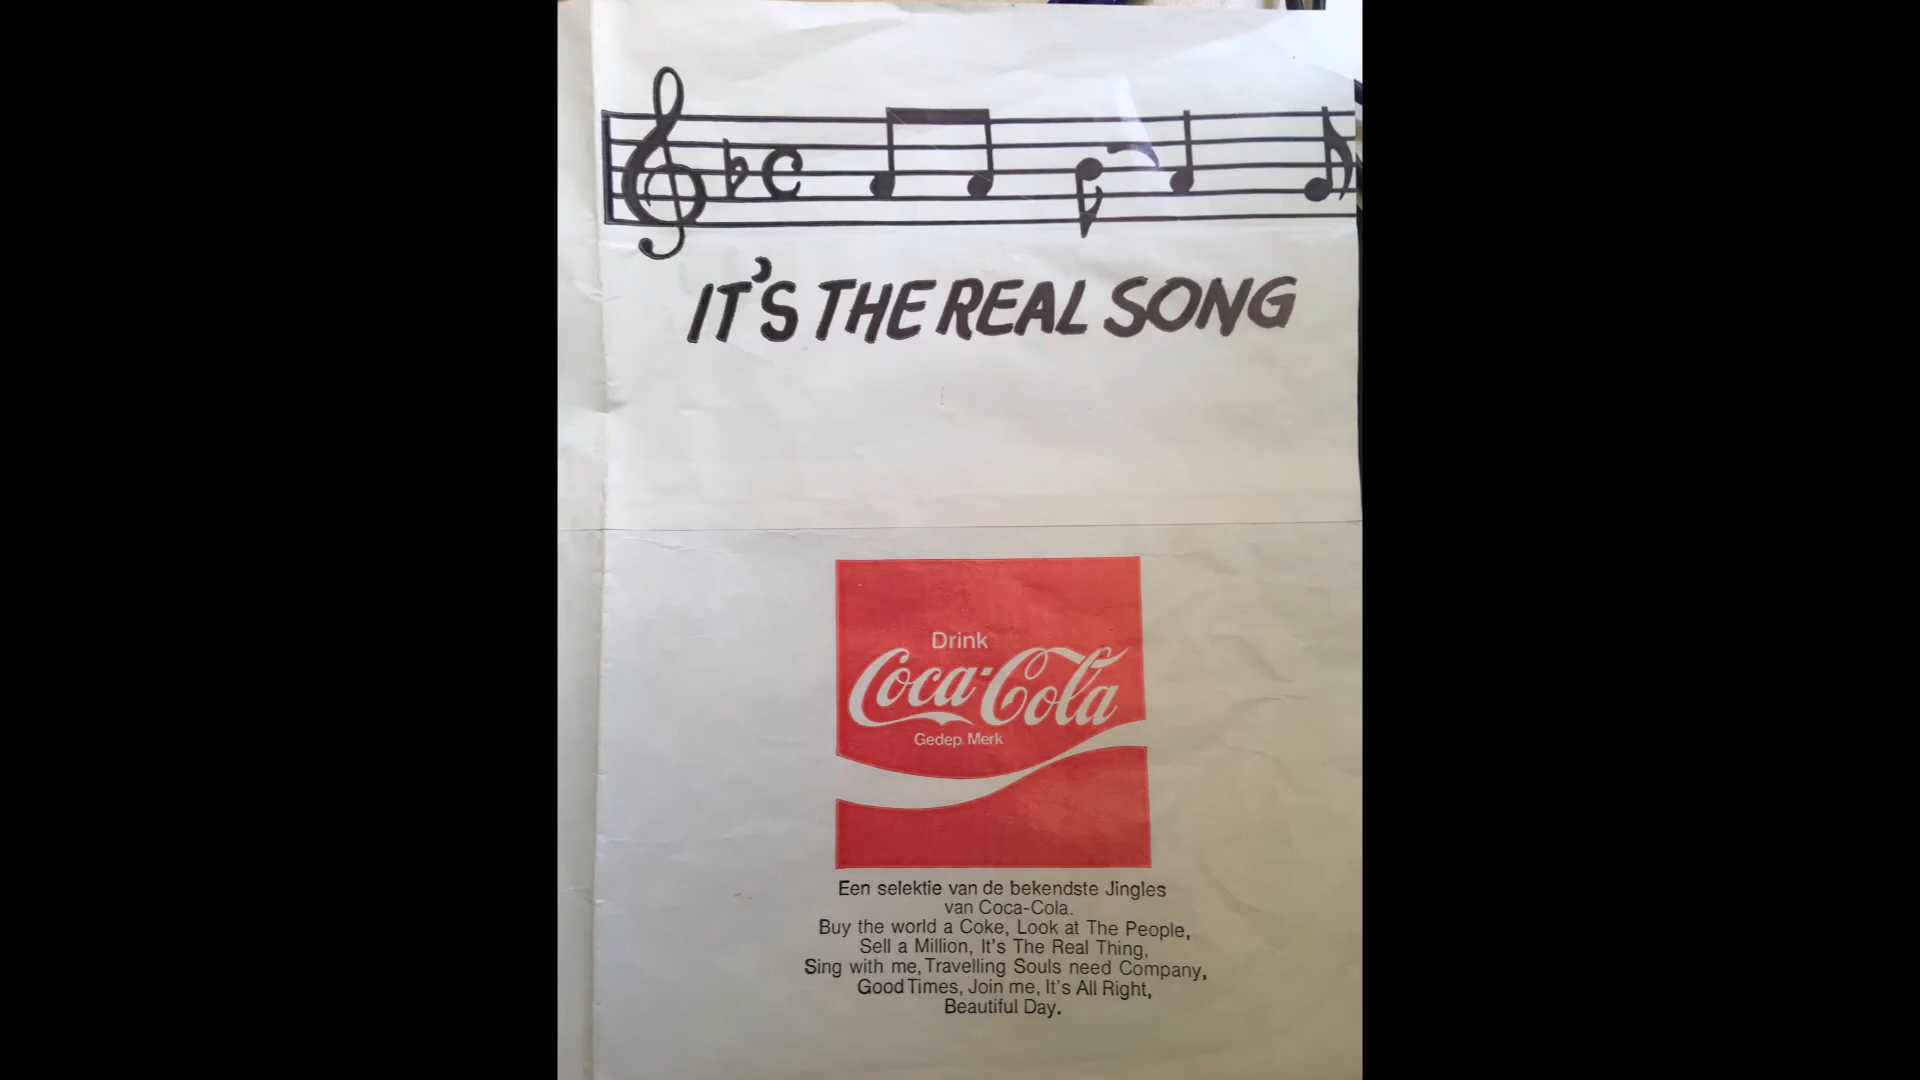 IT'S THE REAL SONG
Drink
Coca-Cola
Gedep. Merk
Een selektie van de bekendste Jingles
van Coca-Cola.
Buy the world a Coke, Look at The People,
Sell a Million, It's The Real Thing,
Sing with me, Travelling Souls need Company,
Good Times, Join me, It's All Right,
Beautiful Day.